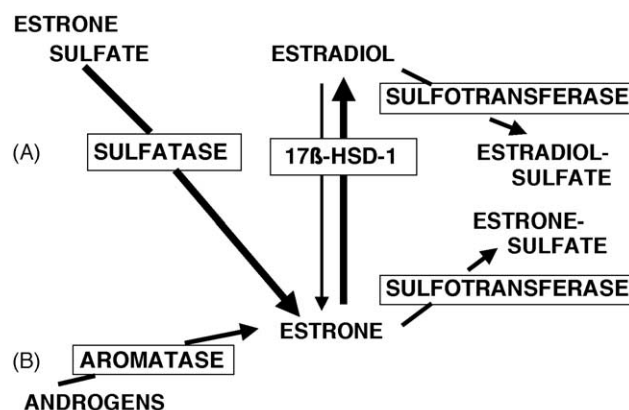 ESTRONE
SULFATE
ESTRADIOL
SULFOTRANSFERASE
(A)
SULFATASE
17ß-HSD-1
ESTRADIOL-
SULFATE
ESTRONE-
SULFATE
SULFOTRANSFERASE
ESTRONE
(B)
AROMATASE
ANDROGENS